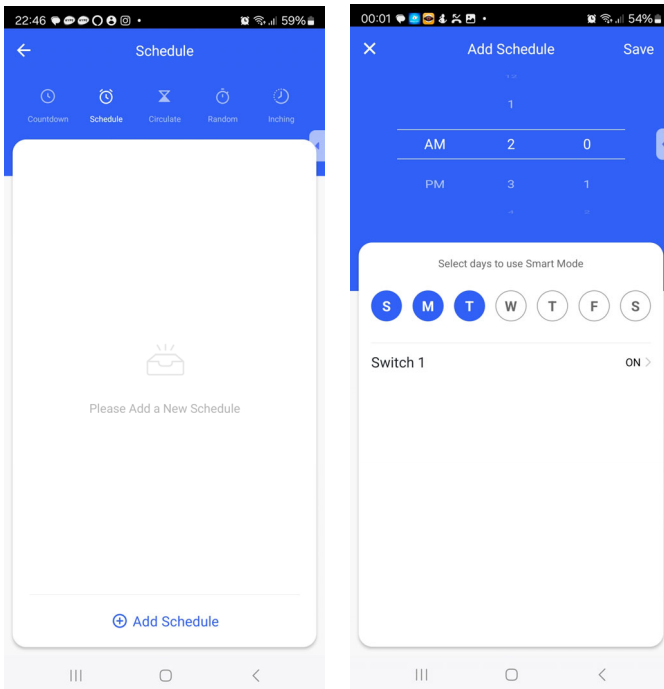 22:46
59%
Schedule
Countdown
Schedule
Circulate
Random
Inching
Please Add a New Schedule
Add Schedule
00:01
54%
Add Schedule
Save
1
AM 2 0
PM 3 1
Select days to use Smart Mode
S M T W T F S
Switch 1
ON